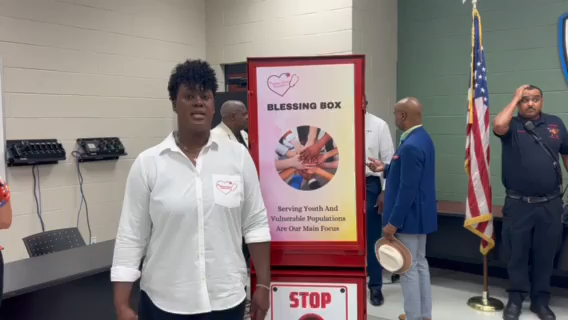 BLESSING BOX
Serving Youth And
Vulnerable Populations
Are Our Main Focus
STOP